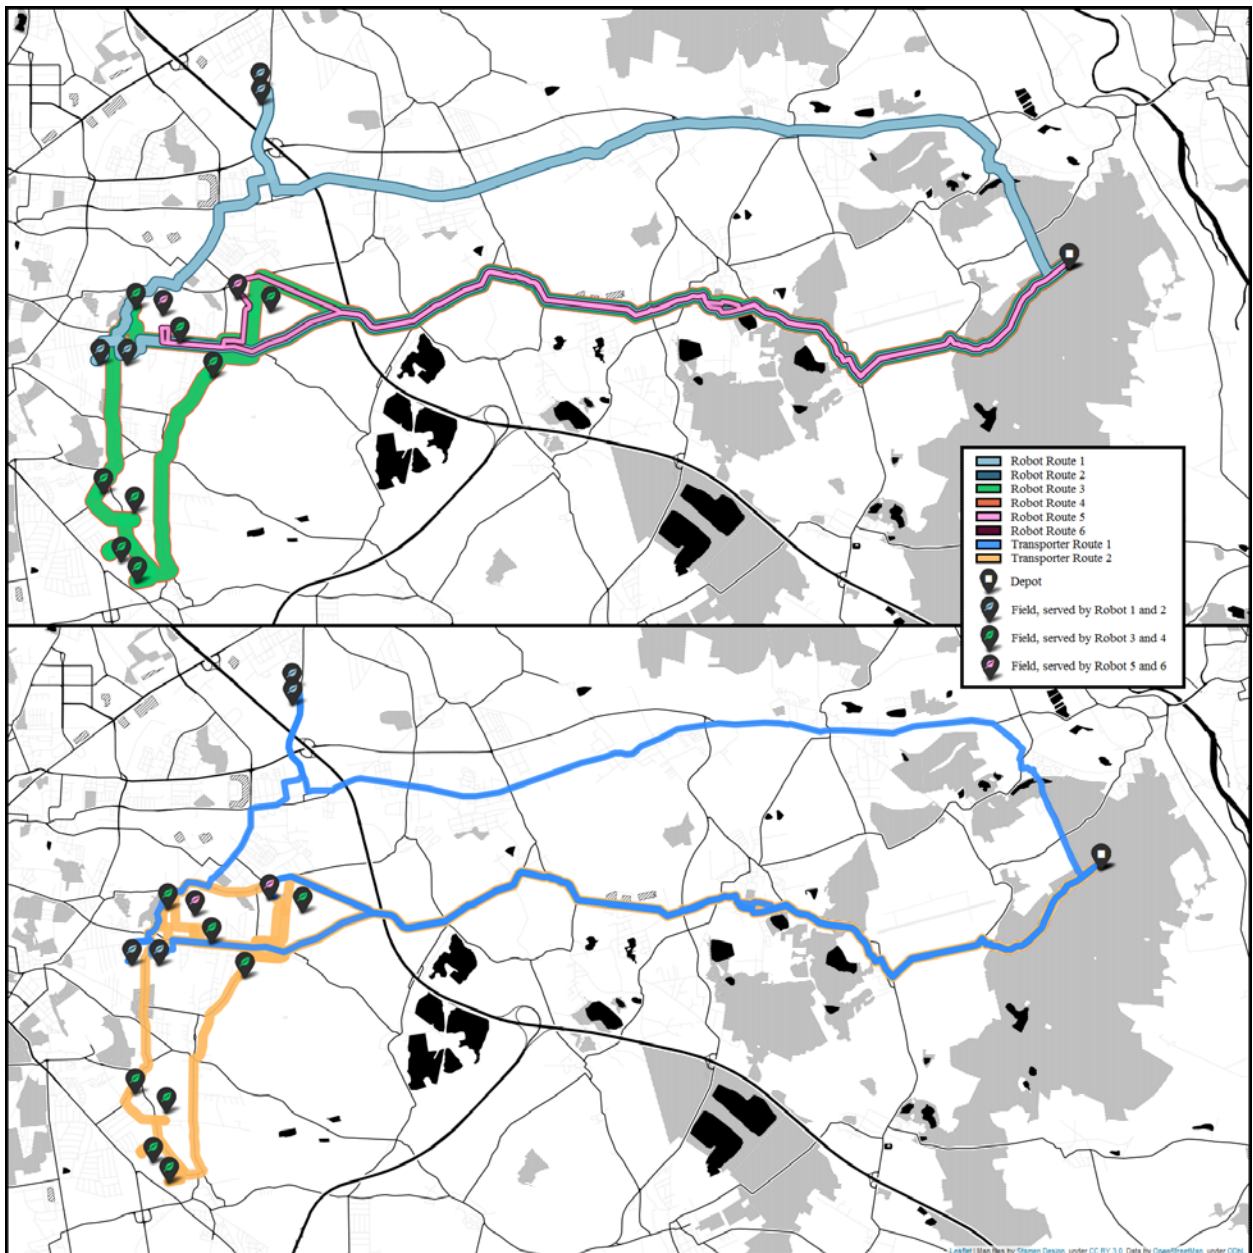 Robot Route 1
Robot Route 2
Robot Route 3
Robot Route 4
Robot Route 5
Robot Route 6
Transporter Route 1
Transporter Route 2
Depot
Field, served by Robot 1 and 2
Field, served by Robot 3 and 4
Field, served by Robot 5 and 6
Leaflet | Map tiles by Stamen Design, under CC BY 3.0. Data by OpenStreetMap, under